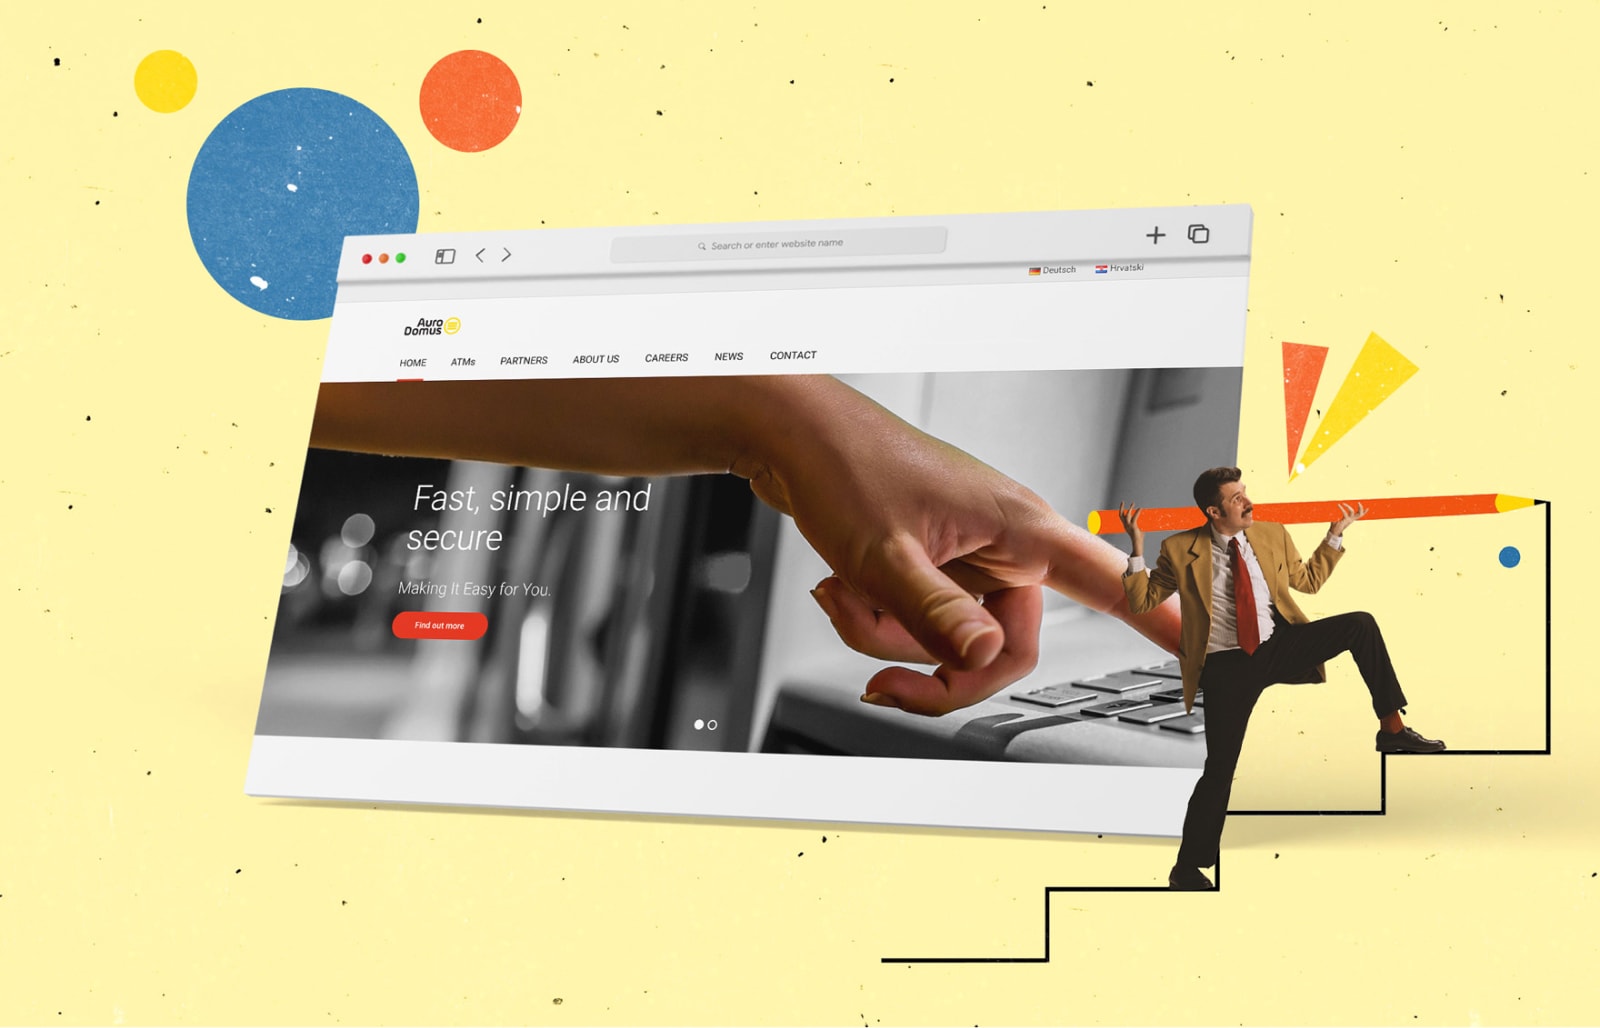 Search or enter website name
Deutsch Hrvatski
Auro
Domus
HOME ATMs PARTNERS ABOUT US CAREERS NEWS CONTACT
Fast, simple and
secure
Making It Easy for You.
Find out more